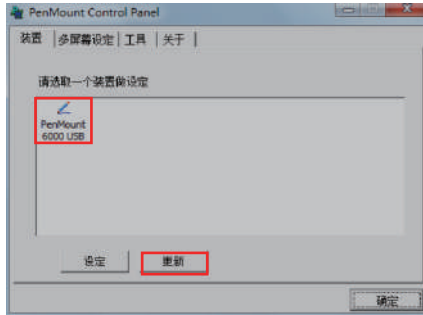 PenMount Control Panel
装置 多屏幕设定 工具 关于
请选取一个装置做设定
PenMount
6000 USB
设定 更新
确定